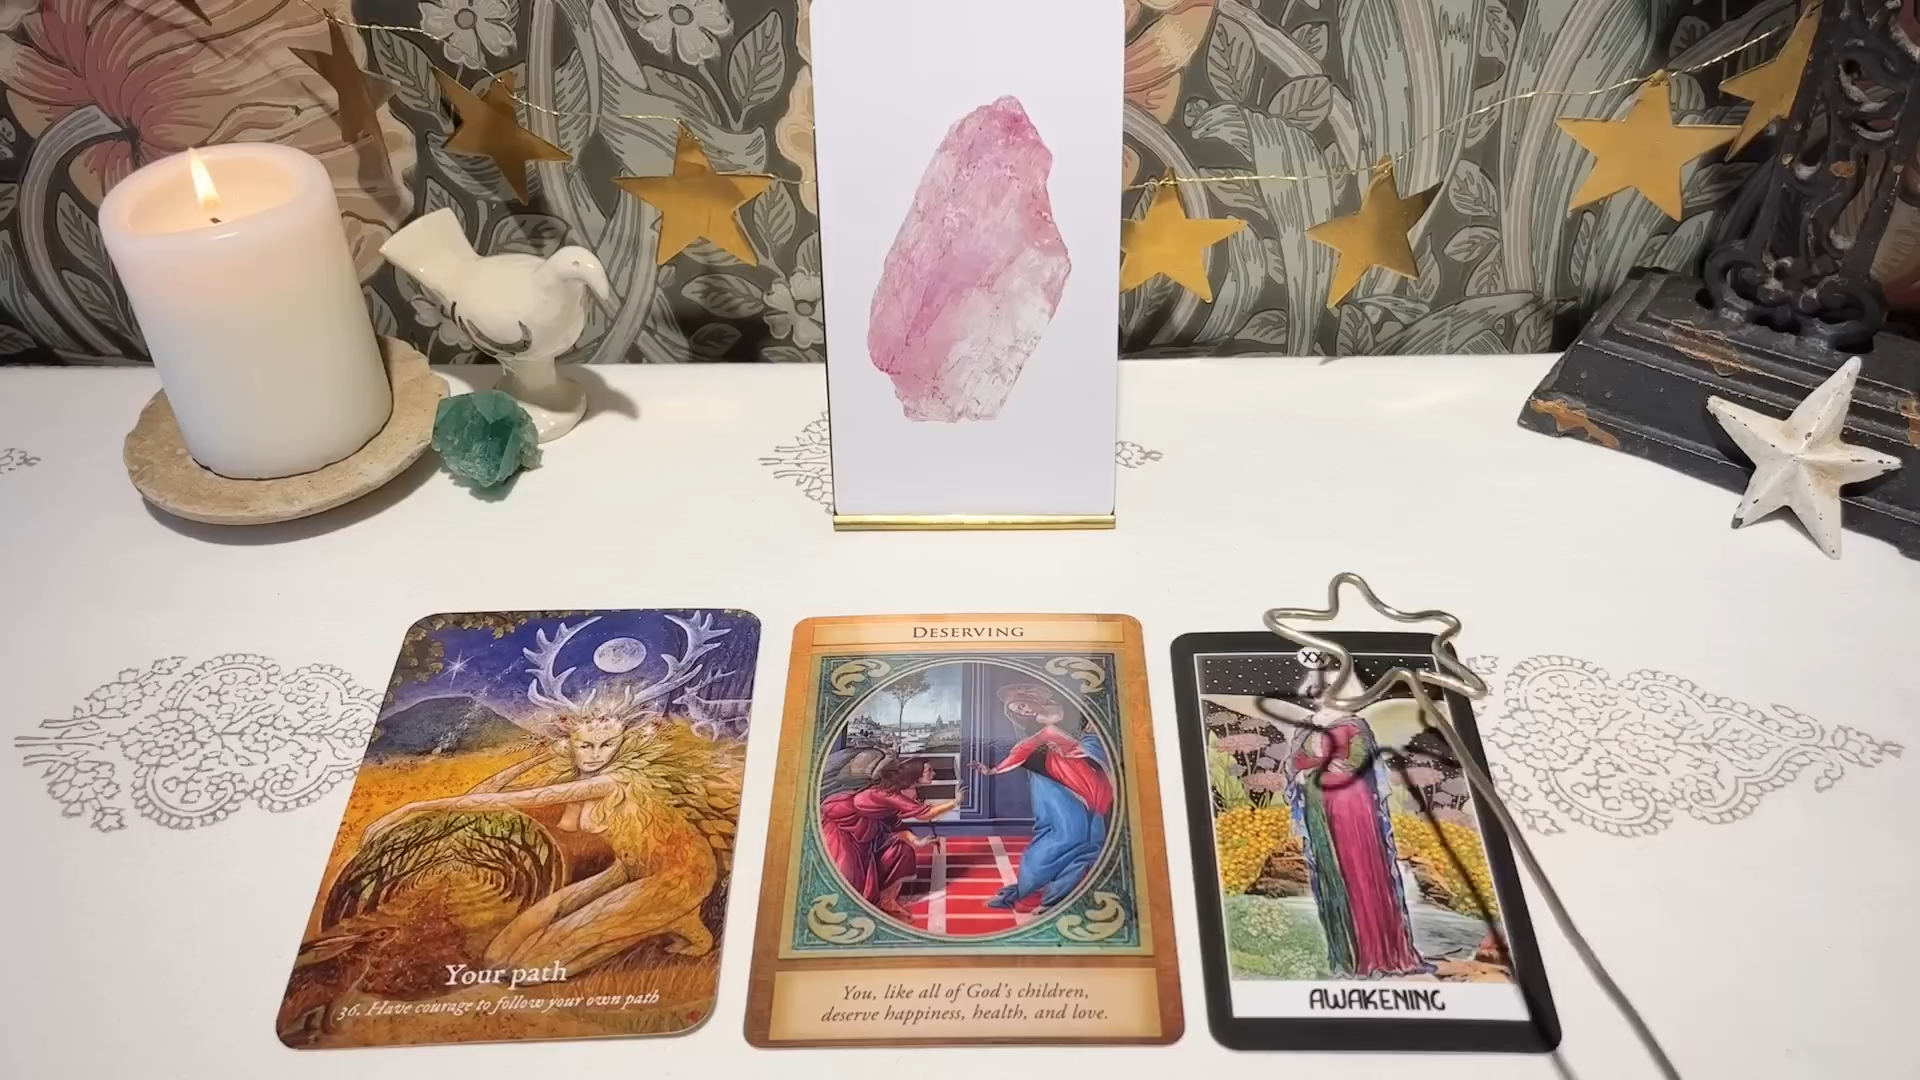 Your path
36. Have courage to follow your own path
DESERVING
You, like all of God's children,
deserve happiness, health, and love.
XX
AWAKENING